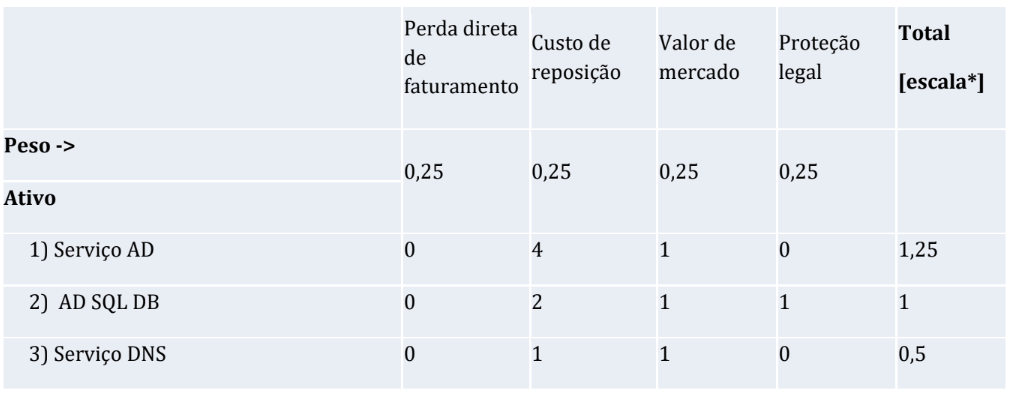 Perda direta de faturamento Custo de reposição Valor de mercado Proteção legal Total [escala*]
Peso -> 0,25 0,25 0,25 0,25
Ativo
1) Serviço AD 0 4 1 0 1,25
2) AD SQL DB 0 2 1 1 1
3) Serviço DNS 0 1 1 0 0,5